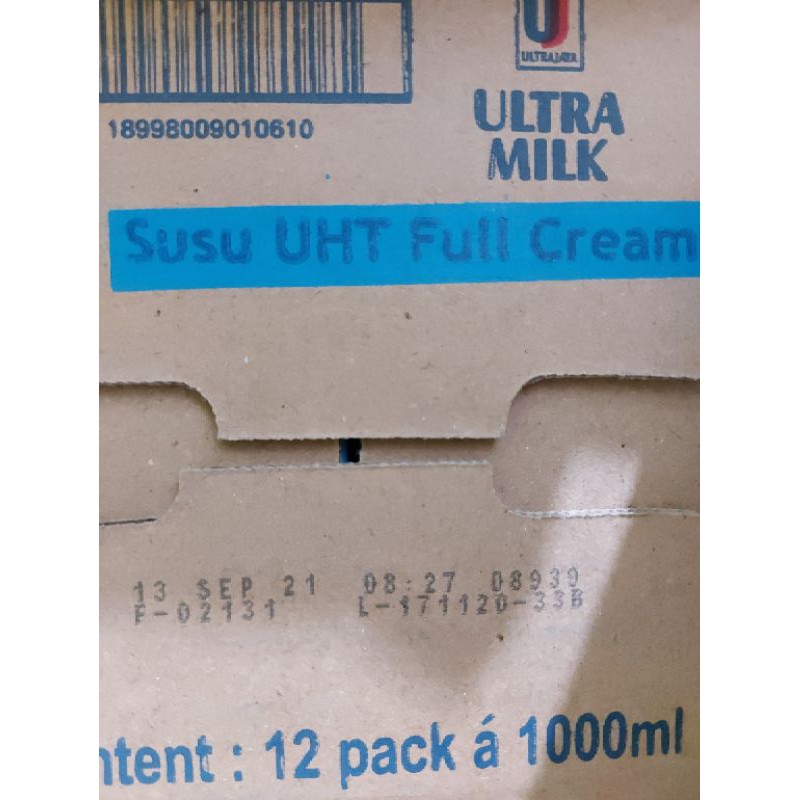 ULTRAJAYA
18998009010610
ULTRA
MILK
Susu UHT Full Cream
13 SEP 21 08:27 08939
F-02131 L-171120-33B
ntent : 12 pack á 1000ml